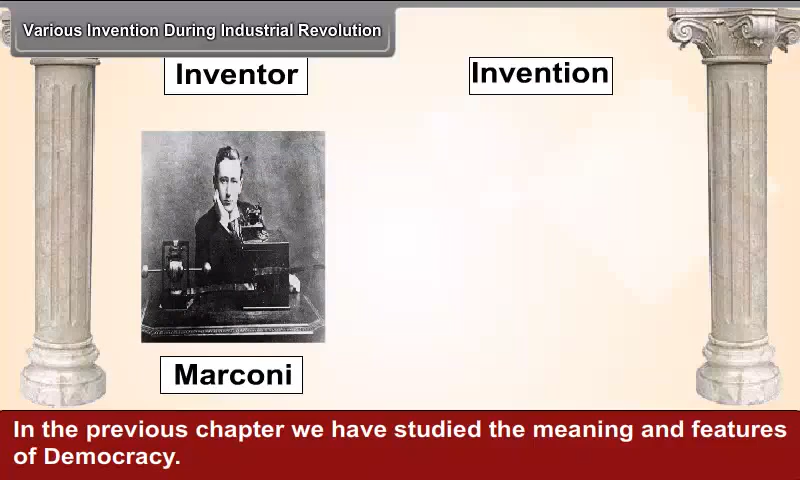 Various Invention During Industrial Revolution
Inventor
Invention
Marconi
In the previous chapter we have studied the meaning and features
of Democracy.